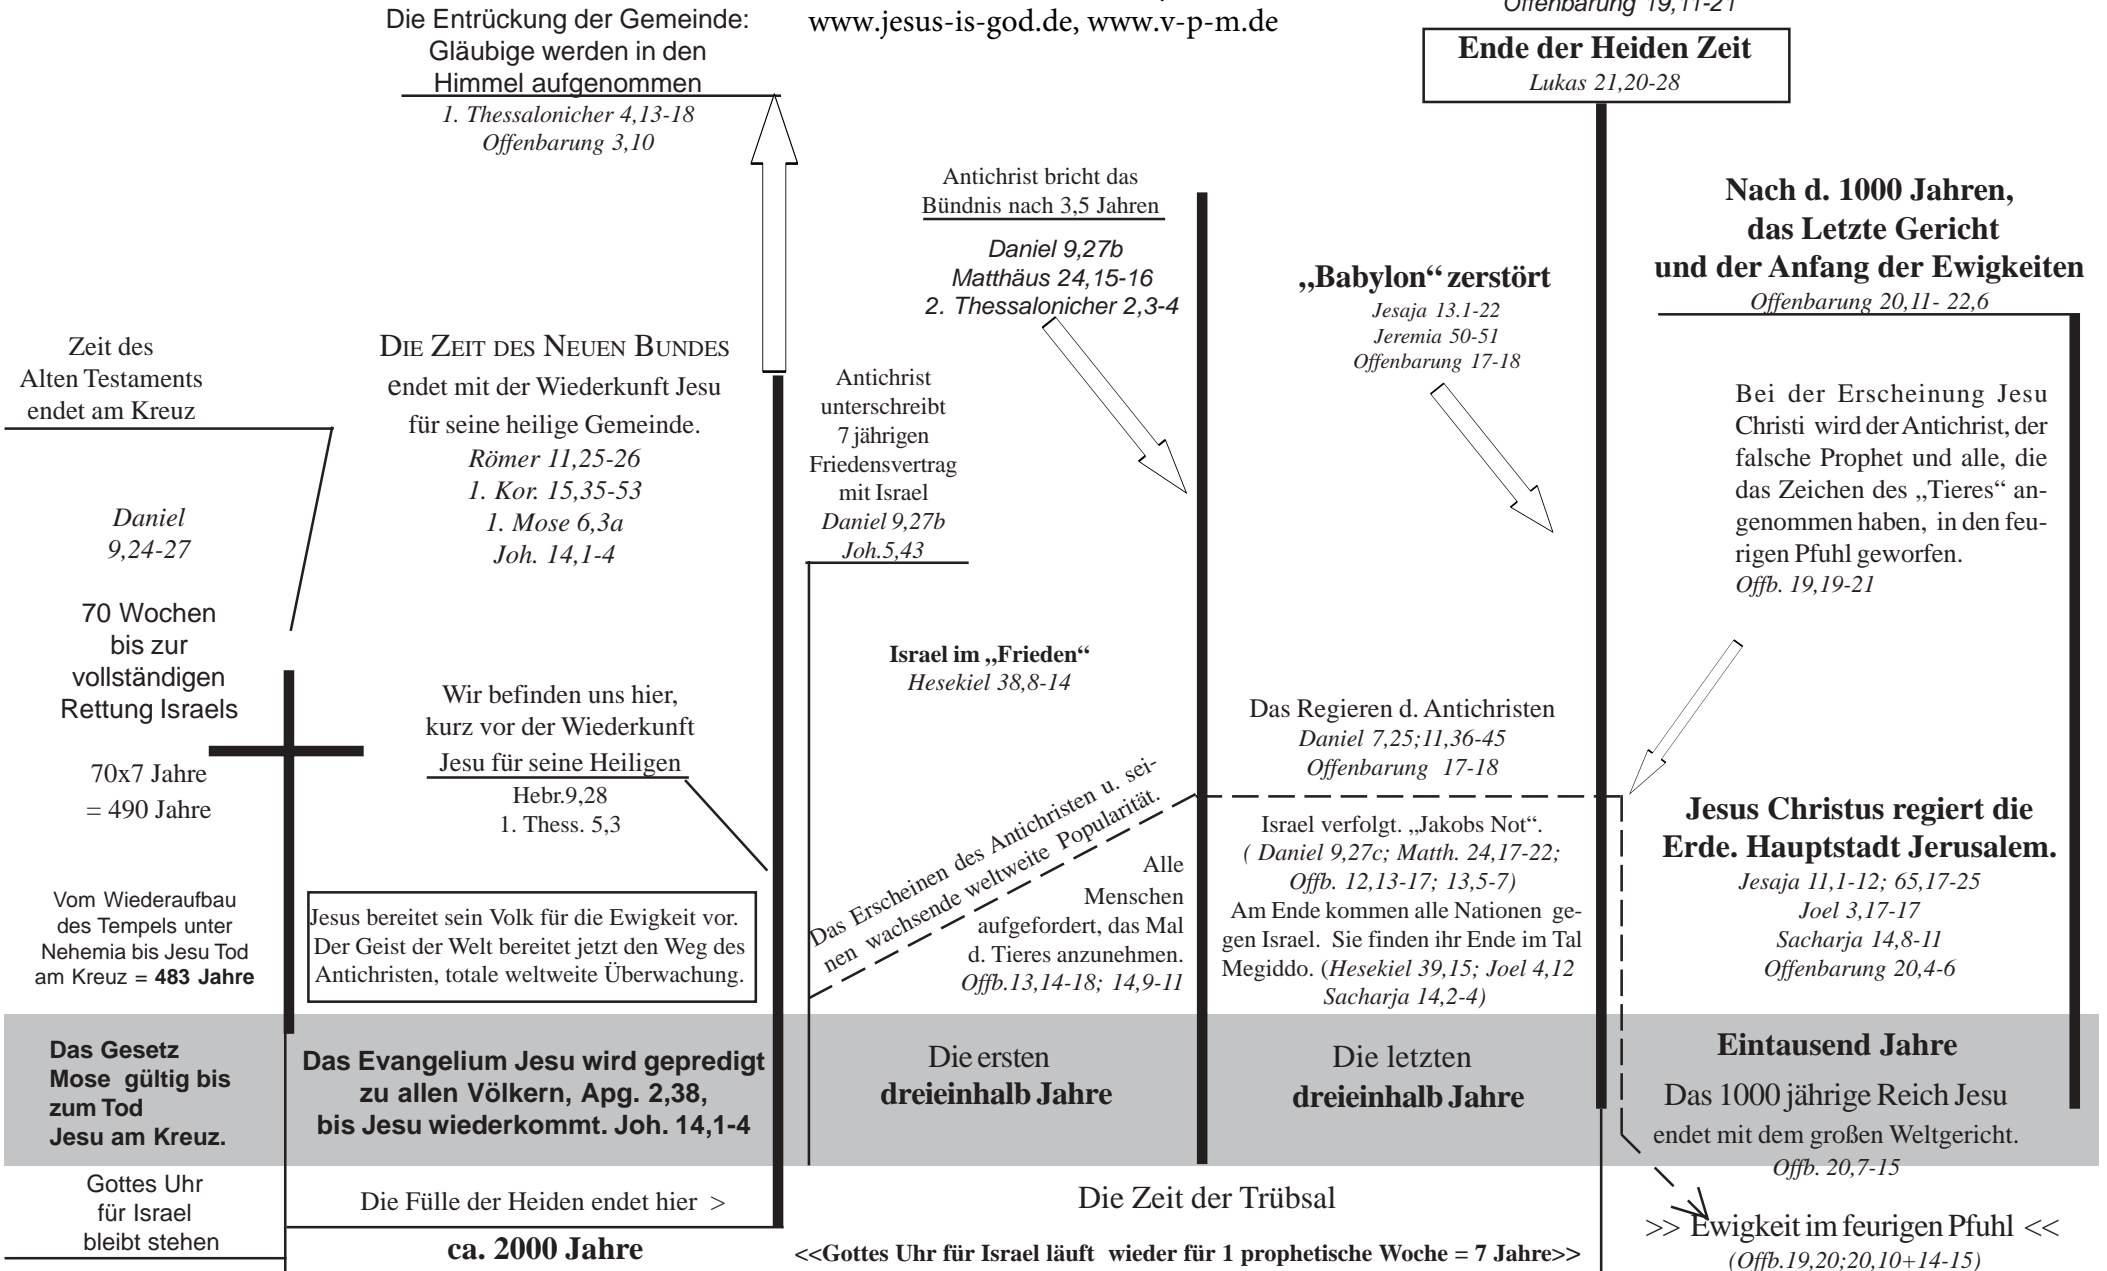 Die Entrückung der Gemeinde:
Gläubige werden in den
Himmel aufgenommen
1. Thessalonicher 4,13-18
Offenbarung 3,10
www.jesus-is-god.de, www.v-p-m.de
Offenbarung 19,11-21
Ende der Heiden Zeit
Lukas 21,20-28
Zeit des
Alten Testaments
endet am Kreuz
Daniel
9,24-27
70 Wochen
bis zur
vollständigen
Rettung Israels
70x7 Jahre
= 490 Jahre
Vom Wiederaufbau
des Tempels unter
Nehemia bis Jesu Tod
am Kreuz = 483 Jahre
DIE ZEIT DES NEUEN BUNDES
endet mit der Wiederkunft Jesu
für seine heilige Gemeinde.
Römer 11,25-26
1. Kor. 15,35-53
1. Mose 6,3a
Joh. 14,1-4
Wir befinden uns hier,
kurz vor der Wiederkunft
Jesu für seine Heiligen
Hebr.9,28
1. Thess. 5,3
Jesus bereitet sein Volk für die Ewigkeit vor.
Der Geist der Welt bereitet jetzt den Weg des
Antichristen, totale weltweite Überwachung.
Antichrist bricht das
Bündnis nach 3,5 Jahren
Daniel 9,27b
Matthäus 24,15-16
2. Thessalonicher 2,3-4
Antichrist
unterschreibt
7 jährigen
Friedensvertrag
mit Israel
Daniel 9,27b
Joh.5,43
Israel im „Frieden“
Hesekiel 38,8-14
Das Erscheinen des Antichristen u. sei-
nen wachsende weltweite Popularität.
Alle
Menschen
aufgefordert, das Mal
d. Tieres anzunehmen.
Offb.13,14-18; 14,9-11
„Babylon“ zerstört
Jesaja 13.1-22
Jeremia 50-51
Offenbarung 17-18
Das Regieren d. Antichristen
Daniel 7,25;11,36-45
Offenbarung 17-18
Israel verfolgt. „Jakobs Not“.
( Daniel 9,27c; Matth. 24,17-22;
Offb. 12,13-17; 13,5-7)
Am Ende kommen alle Nationen ge-
gen Israel. Sie finden ihr Ende im Tal
Megiddo. (Hesekiel 39,15; Joel 4,12
Sacharja 14,2-4)
Nach d. 1000 Jahren,
das Letzte Gericht
und der Anfang der Ewigkeiten
Offenbarung 20,11- 22,6
Bei der Erscheinung Jesu
Christi wird der Antichrist, der
falsche Prophet und alle, die
das Zeichen des „Tieres“ an-
genommen haben, in den feu-
rigen Pfuhl geworfen.
Offb. 19,19-21
Jesus Christus regiert die
Erde. Hauptstadt Jerusalem.
Jesaja 11,1-12; 65,17-25
Joel 3,17-17
Sacharja 14,8-11
Offenbarung 20,4-6
Das Gesetz
Mose gültig bis
zum Tod
Jesu am Kreuz.
Das Evangelium Jesu wird gepredigt
zu allen Völkern, Apg. 2,38,
bis Jesu wiederkommt. Joh. 14,1-4
Die ersten
dreieinhalb Jahre
Die letzten
dreieinhalb Jahre
Eintausend Jahre
Das 1000 jährige Reich Jesu
endet mit dem großen Weltgericht.
Offb. 20,7-15
Gottes Uhr
für Israel
bleibt stehen
Die Fülle der Heiden endet hier >
ca. 2000 Jahre
Die Zeit der Trübsal
<<Gottes Uhr für Israel läuft wieder für 1 prophetische Woche = 7 Jahre>>
>> Ewigkeit im feurigen Pfuhl <<
(Offb.19,20;20,10+14-15)